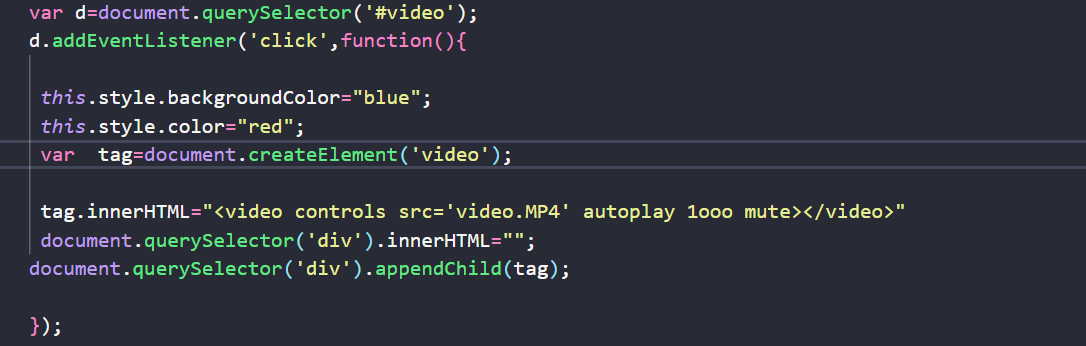 var d=document.querySelector('#video');
d.addEventListener('click',function(){
this.style.backgroundColor="blue";
this.style.color="red";
var  tag=document.createElement('video');
tag.innerHTML="<video controls src='video.MP4' autoplay 1ooo mute></video>"
document.querySelector('div').innerHTML="";
document.querySelector('div').appendChild(tag);
});